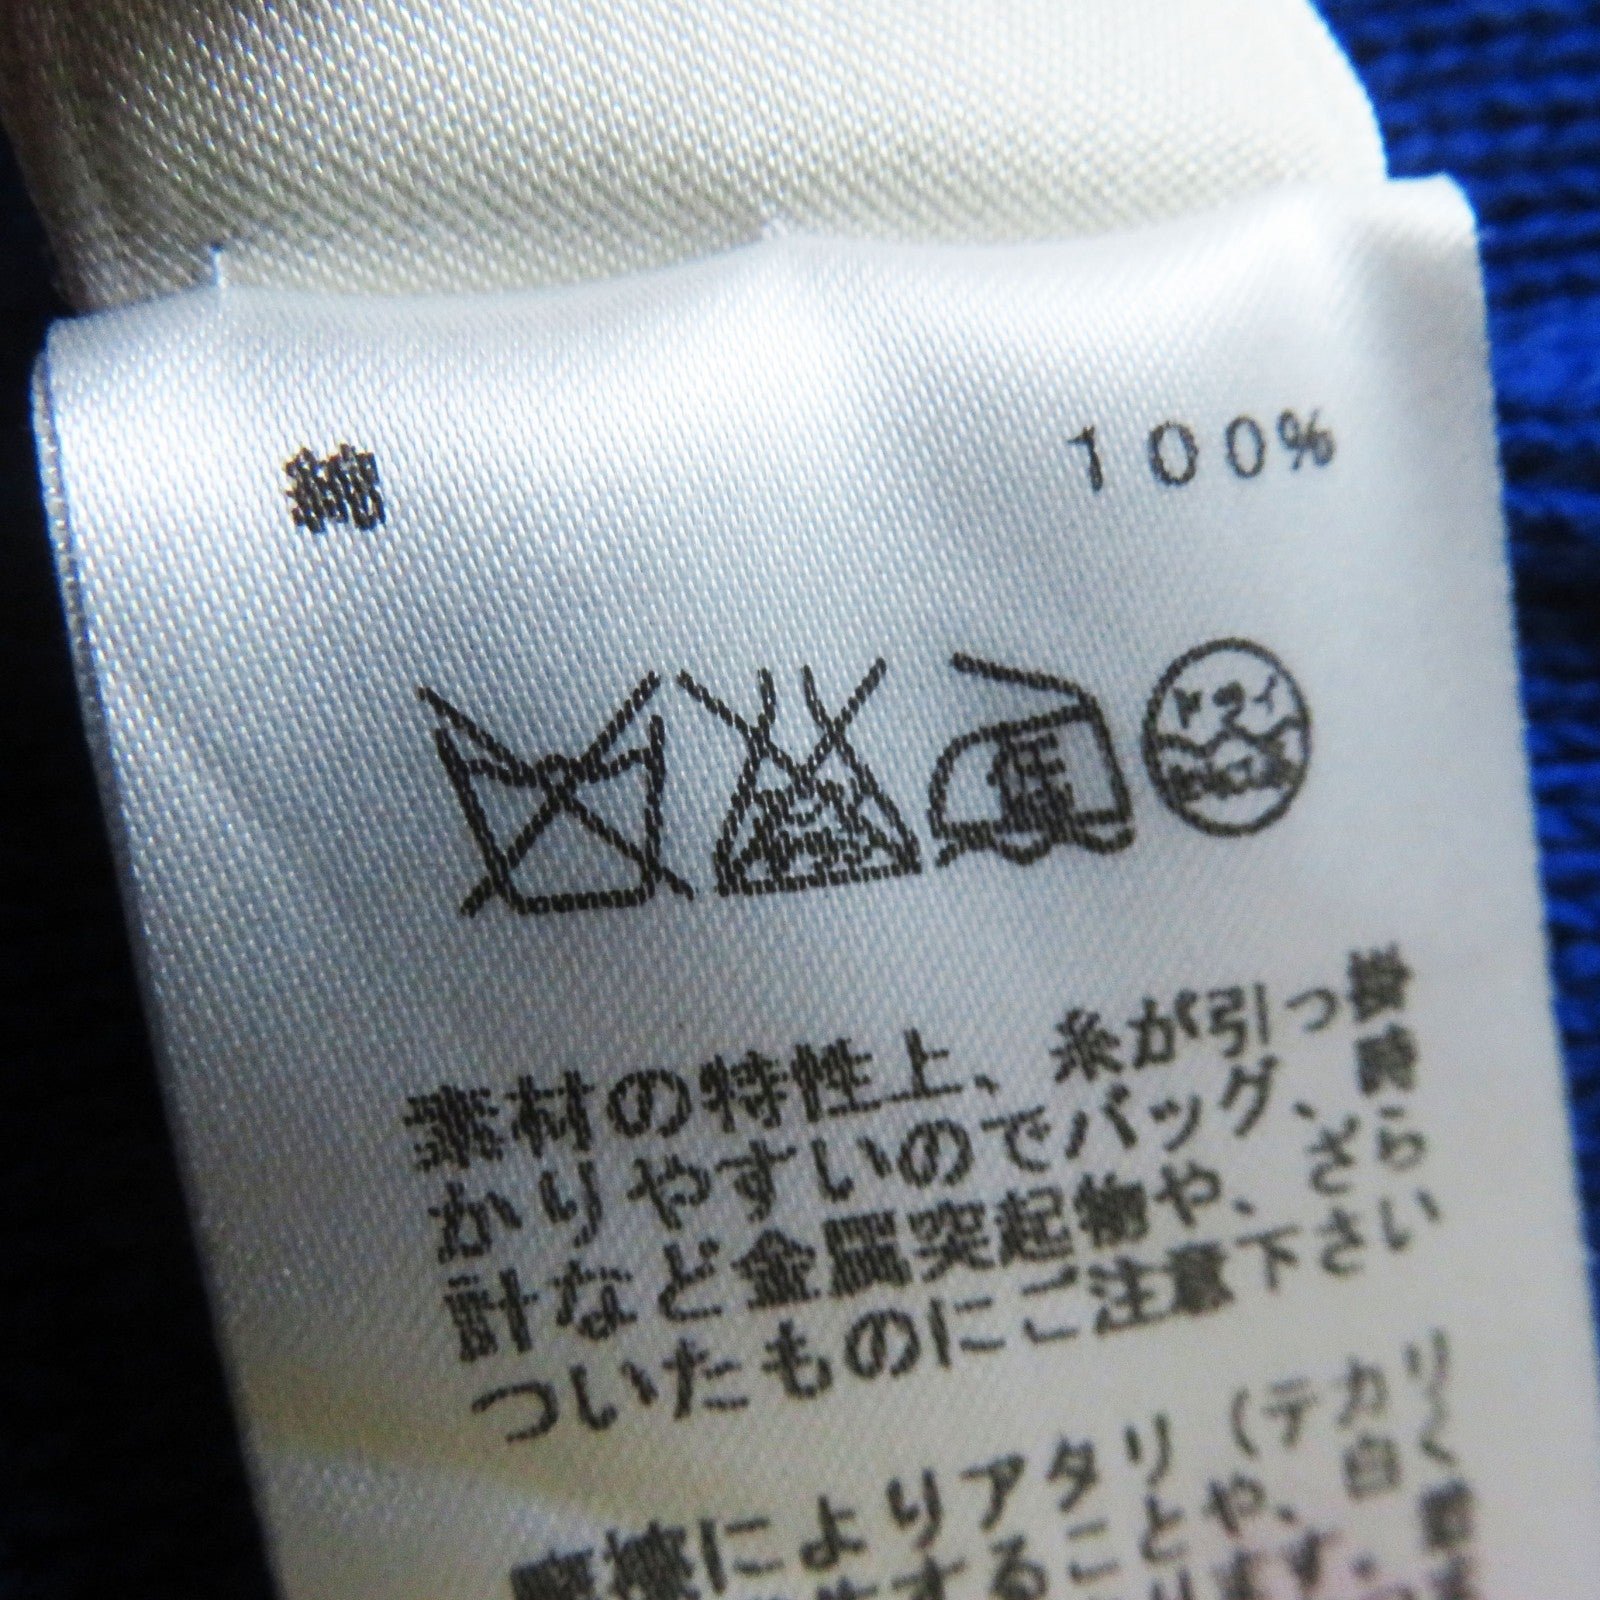 綿 100%
低
素材の特性上、糸が引っ掛
かりやすいのでバッグ、時
計など金属突起物や、ざら
ついたものにご注意下さい
摩擦によりアタリ(テカリ
することや、白く